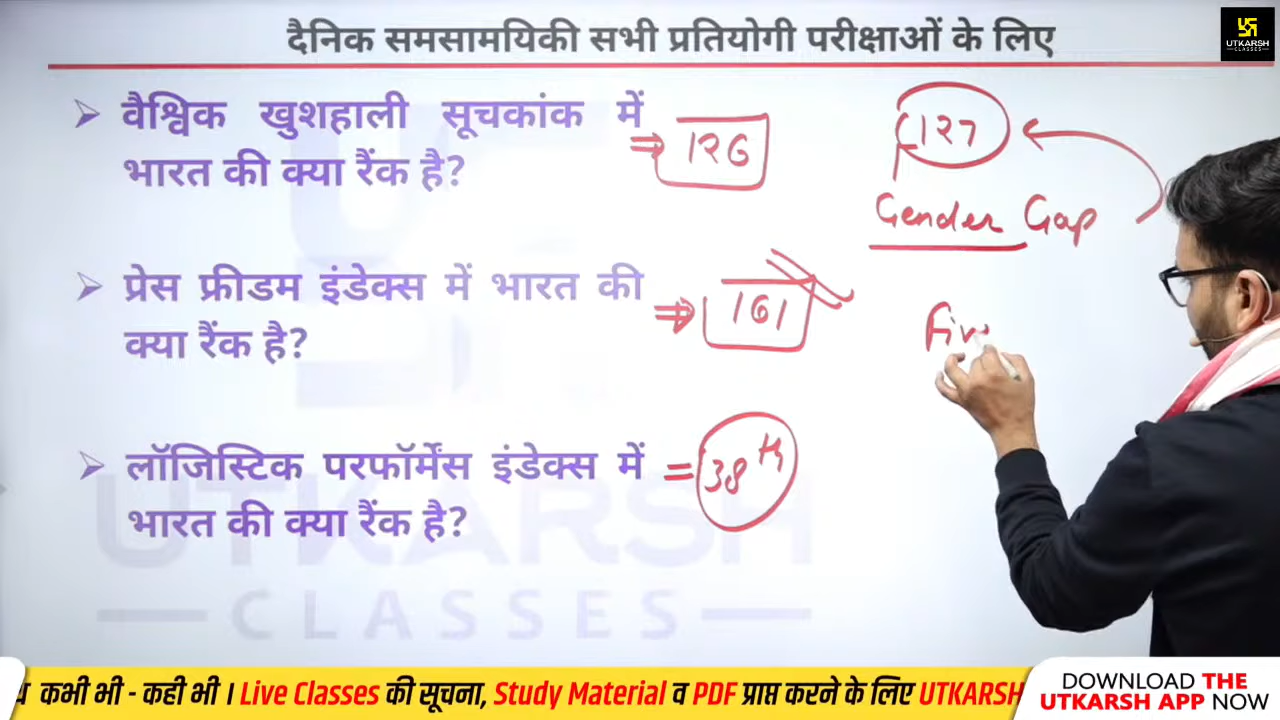 दैनिक समसामयिकी सभी प्रतियोगी परीक्षाओं के लिए
UTKARSH
CLASSES
वैश्विक खुशहाली सूचकांक में
भारत की क्या रैंक है?
⇒ 126
127
Gender Gap
प्रेस फ्रीडम इंडेक्स में भारत की
क्या रैंक है?
⇒ 161
लॉजिस्टिक परफॉर्मेंस इंडेक्स में
भारत की क्या रैंक है?
= 38th
UTKARSH
CLASSES
कभी भी - कही भी । Live Classes की सूचना, Study Material व PDF प्राप्त करने के लिए UTKARSH
DOWNLOAD THE
UTKARSH APP NOW